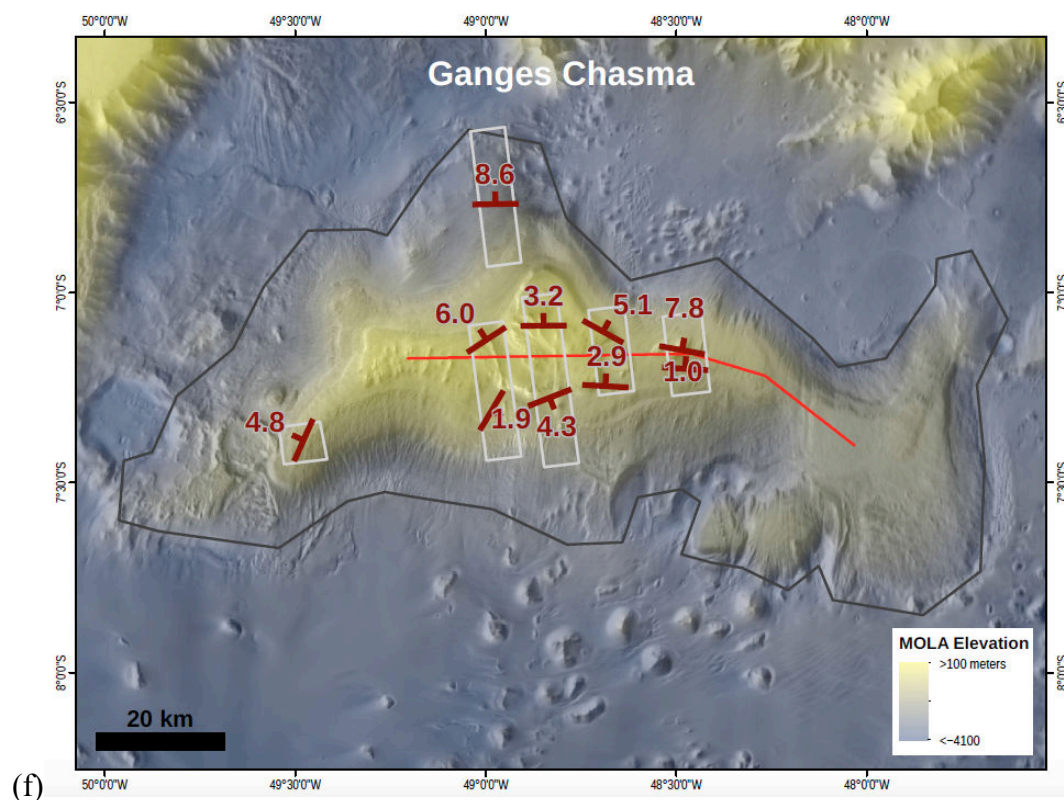 50°0'0"W 49°30'0"W 49°0'0"W 48°30'0"W 48°0'0"W
Ganges Chasma
6°30'0"S 6°30'0"S
8.6
7°0'0"S 7°0'0"S
3.2
6.0 5.1 7.8
2.9
1.0
4.8 1.9 4.3
7°30'0"S 7°30'0"S
MOLA Elevation
>100 meters
8°0'0"S 8°0'0"S
20 km
<-4100
(f)
50°0'0"W 49°30'0"W 49°0'0"W 48°30'0"W 48°0'0"W